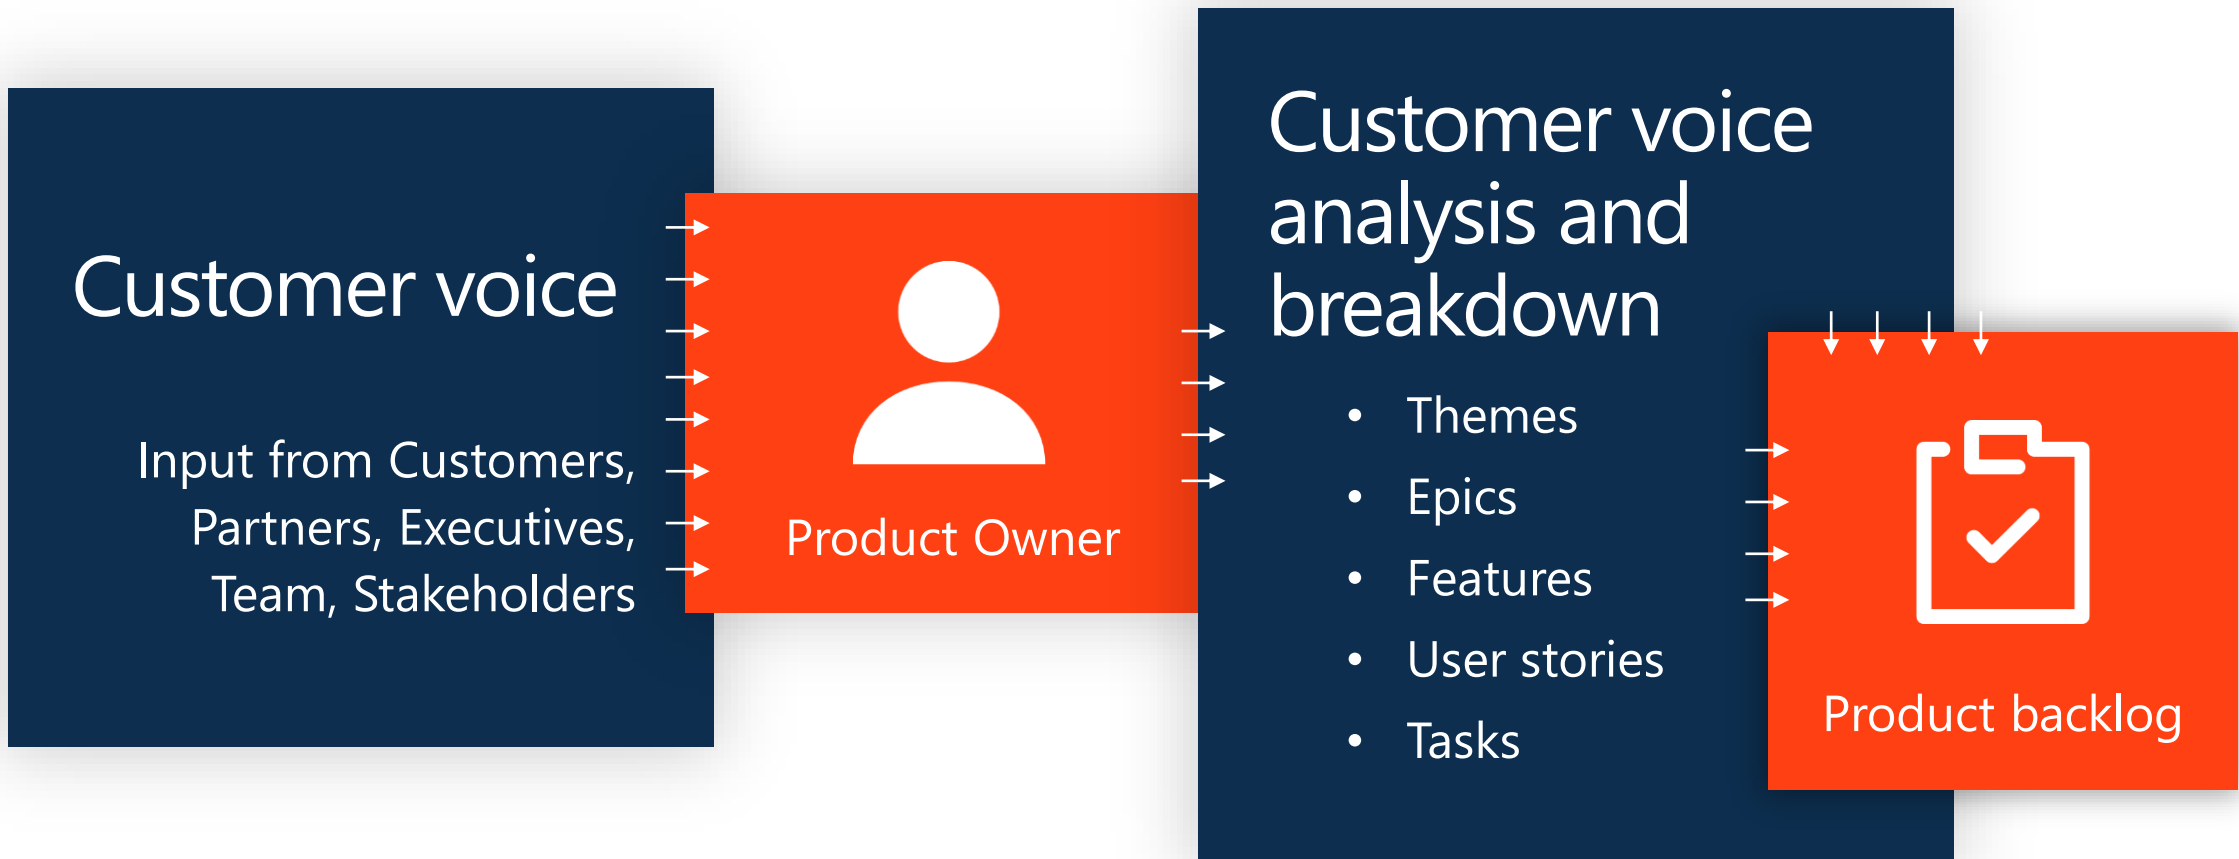 Customer voice
Input from Customers,
Partners, Executives,
Team, Stakeholders
Product Owner
Customer voice
analysis and
breakdown
• Themes
• Epics
• Features
• User stories
• Tasks
Product backlog